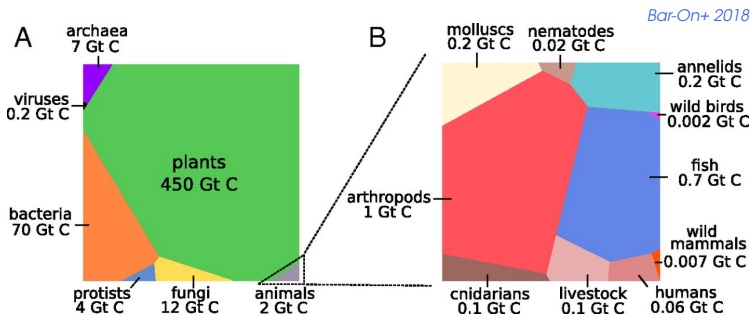 Bar-On+ 2018
A
archaea
7 Gt C
viruses
0.2 Gt C
plants
450 Gt C
bacteria
70 Gt C
protists
4 Gt C
fungi
12 Gt C
animals
2 Gt C
B
molluscs
0.2 Gt C
nematodes
0.02 Gt C
annelids
0.2 Gt C
wild birds
0.002 Gt C
fish
0.7 Gt C
arthropods
1 Gt C
wild
mammals
0.007 Gt C
cnidarians
0.1 Gt C
livestock
0.1 Gt C
humans
0.06 Gt C